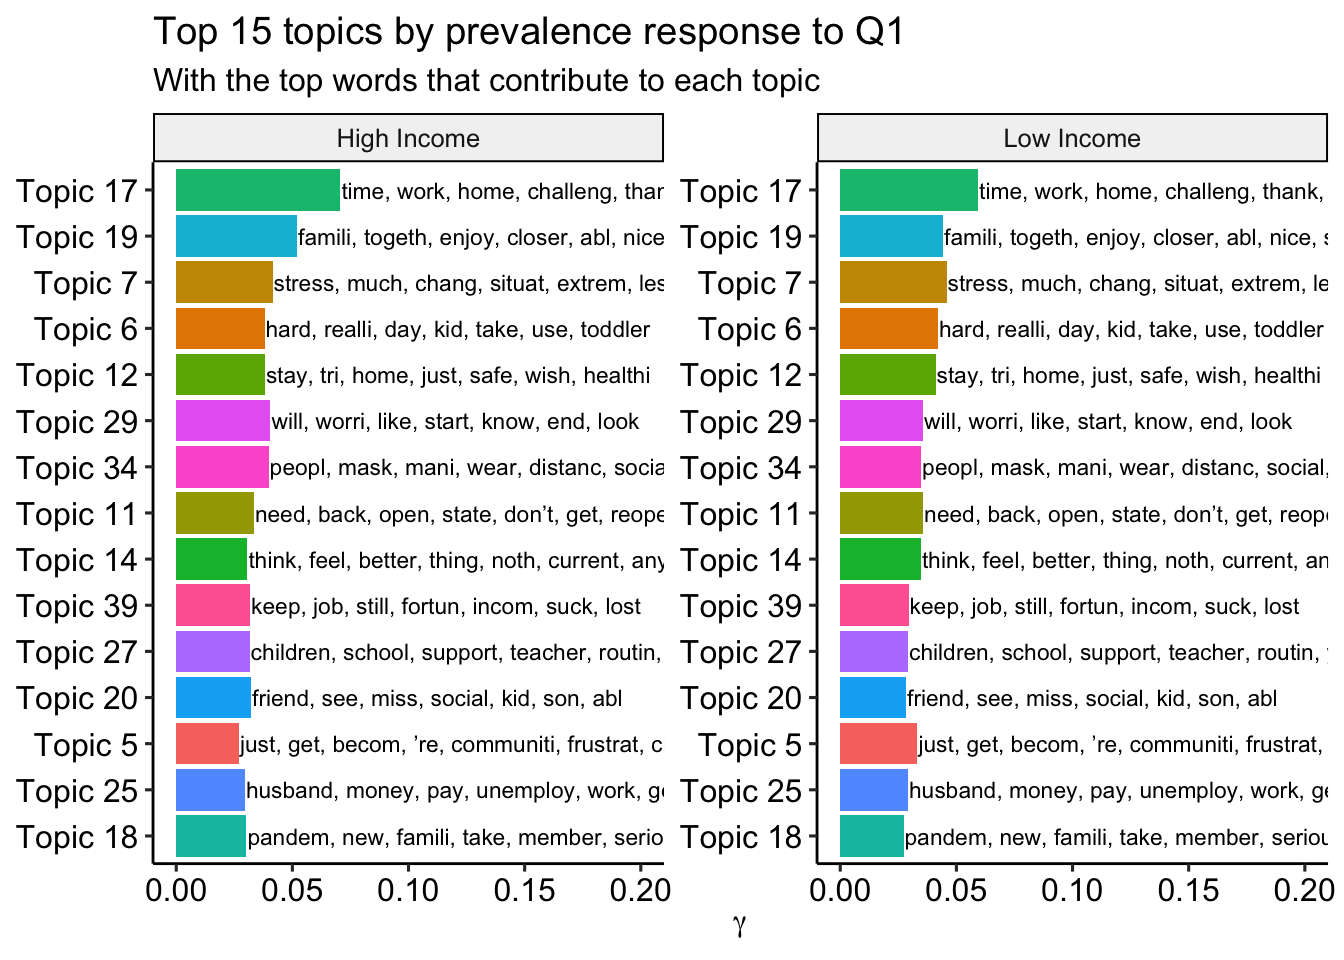 Top 15 topics by prevalence response to Q1
With the top words that contribute to each topic
High Income
Topic 17 time, work, home, challeng, than
Topic 19 famili, togeth, enjoy, closer, abl, nice
Topic 7 stress, much, chang, situat, extrem, les
Topic 6 hard, realli, day, kid, take, use, toddler
Topic 12 stay, tri, home, just, safe, wish, healthi
Topic 29 will, worri, like, start, know, end, look
Topic 34 peopl, mask, mani, wear, distanc, socia
Topic 11 need, back, open, state, don’t, get, reope
Topic 14 think, feel, better, thing, noth, current, any
Topic 39 keep, job, still, fortun, incom, suck, lost
Topic 27 children, school, support, teacher, routin,
Topic 20 friend, see, miss, social, kid, son, abl
Topic 5 just, get, becom, ’re, communiti, frustrat, c
Topic 25 husband, money, pay, unemploy, work, ge
Topic 18 pandem, new, famili, take, member, serio
0.00 0.05 0.10 0.15 0.20
Low Income
Topic 17 time, work, home, challeng, thank,
Topic 19 famili, togeth, enjoy, closer, abl, nice, s
Topic 7 stress, much, chang, situat, extrem, le
Topic 6 hard, realli, day, kid, take, use, toddler
Topic 12 stay, tri, home, just, safe, wish, healthi
Topic 29 will, worri, like, start, know, end, look
Topic 34 peopl, mask, mani, wear, distanc, social,
Topic 11 need, back, open, state, don’t, get, reope
Topic 14 think, feel, better, thing, noth, current, an
Topic 39 keep, job, still, fortun, incom, suck, lost
Topic 27 children, school, support, teacher, routin,
Topic 20 friend, see, miss, social, kid, son, abl
Topic 5 just, get, becom, ’re, communiti, frustrat,
Topic 25 husband, money, pay, unemploy, work, ge
Topic 18 pandem, new, famili, take, member, seriou
0.00 0.05 0.10 0.15 0.20
γ